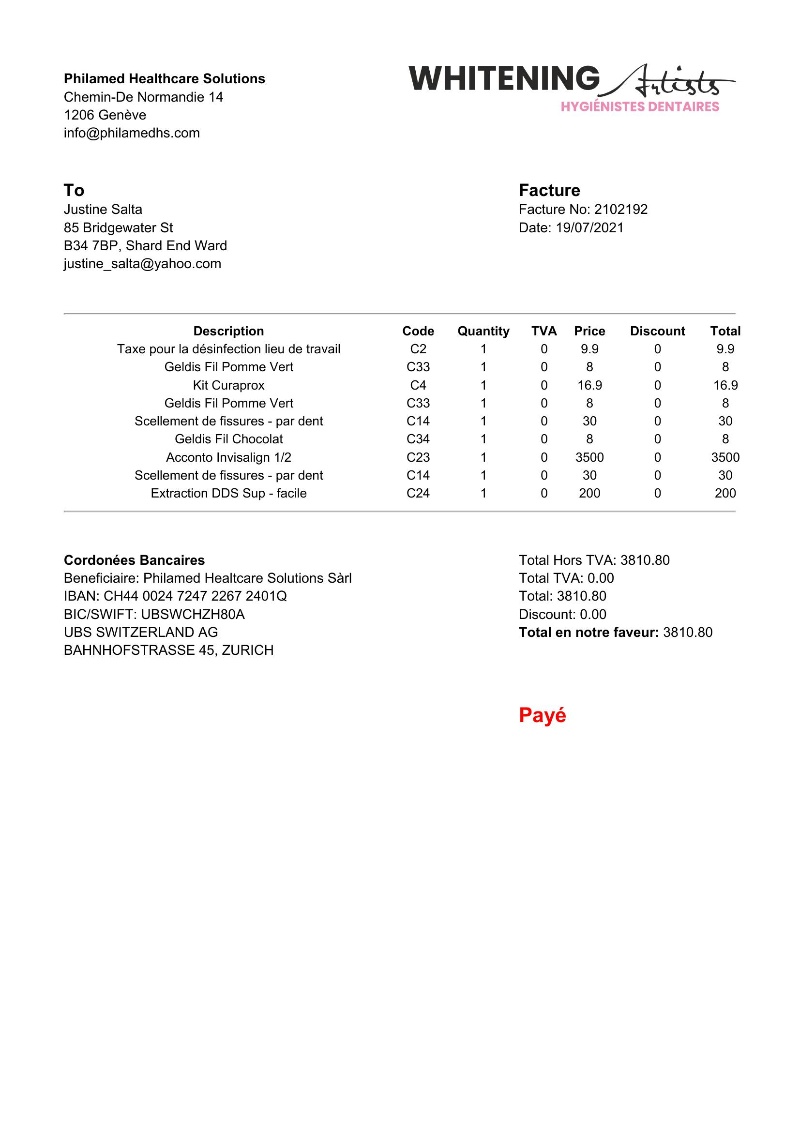 Philamed Healthcare Solutions
Chemin-De Normandie 14
1206 Genève
info@philamedhs.com
WHITENING Artists
HYGIÉNISTES DENTAIRES
To
Justine Salta
85 Bridgewater St
B34 7BP, Shard End Ward
justine_salta@yahoo.com
Facture
Facture No: 2102192
Date: 19/07/2021
Description Code Quantity TVA Price Discount Total
Taxe pour la désinfection lieu de travail C2 1 0 9.9 0 9.9
Geldis Fil Pomme Vert C33 1 0 8 0 8
Kit Curaprox C4 1 0 16.9 0 16.9
Geldis Fil Pomme Vert C33 1 0 8 0 8
Scellement de fissures - par dent C14 1 0 30 0 30
Geldis Fil Chocolat C34 1 0 8 0 8
Acconto Invisalign 1/2 C23 1 0 3500 0 3500
Scellement de fissures - par dent C14 1 0 30 0 30
Extraction DDS Sup - facile C24 1 0 200 0 200
Cordonées Bancaires
Beneficiaire: Philamed Healtcare Solutions Sàrl
IBAN: CH44 0024 7247 2267 2401Q
BIC/SWIFT: UBSWCHZH80A
UBS SWITZERLAND AG
BAHNHOFSTRASSE 45, ZURICH
Total Hors TVA: 3810.80
Total TVA: 0.00
Total: 3810.80
Discount: 0.00
Total en notre faveur: 3810.80
Payé